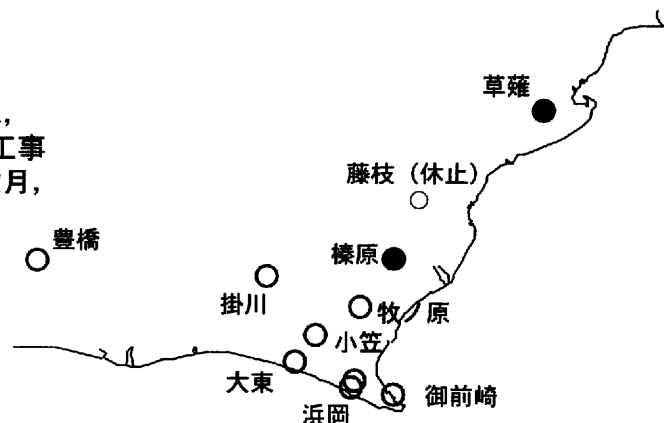 草薙
，
工事
月，
藤枝（休止）
豊橋
榛原
掛川
牧ノ原
小笠
大東
御前崎
浜岡